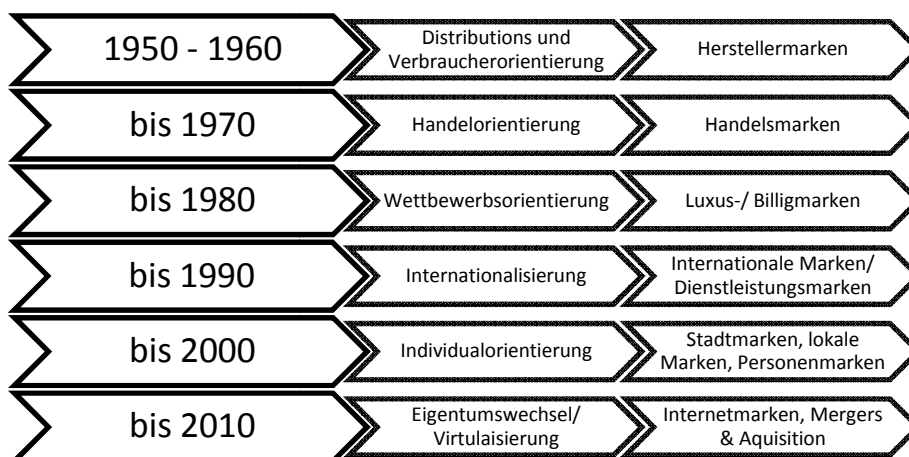 1950 - 1960
Distributions und
Verbraucherorientierung
Herstellermarken
bis 1970
Handelorientierung
Handelsmarken
bis 1980
Wettbewerbsorientierung
Luxus-/ Billigmarken
bis 1990
Internationalisierung
Internationale Marken/
Dienstleistungsmarken
bis 2000
Individualorientierung
Stadtmarken, lokale
Marken, Personenmarken
bis 2010
Eigentumswechsel/
Virtulaisierung
Internetmarken, Mergers
& Aquisition